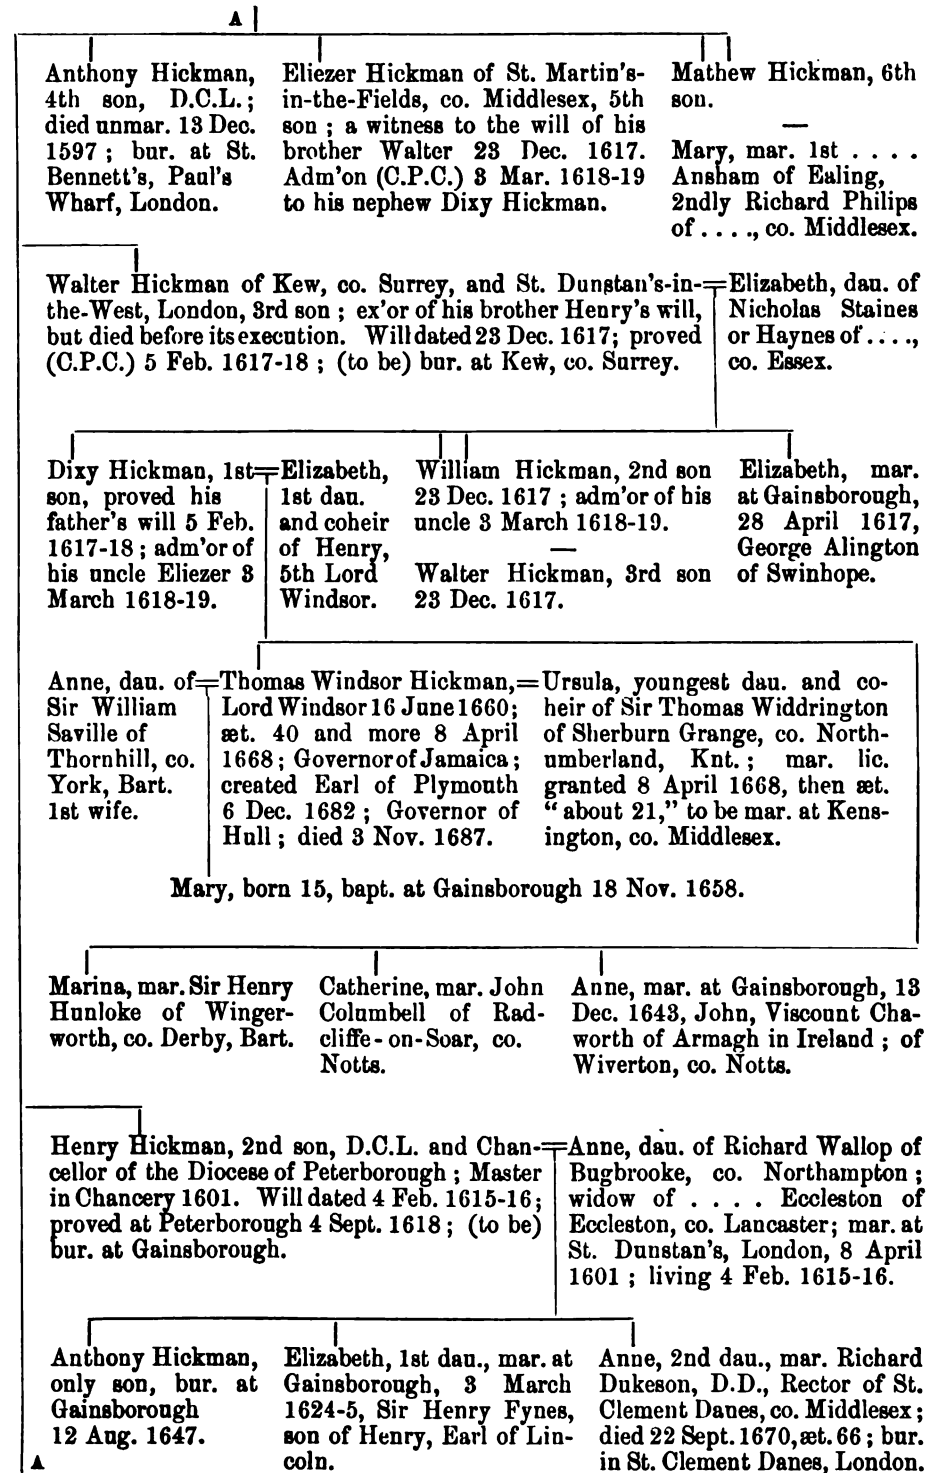 A
Anthony Hickman,
4th son, D.C.L.;
died unmar. 13 Dec.
1597; bur. at St.
Bennett's, Paul's
Wharf, London.
Eliezer Hickman of St. Martin's-
in-the-Fields, co. Middlesex, 5th
son; a witness to the will of his
brother Walter 23 Dec. 1617.
Adm'on (C.P.C.) 3 Mar. 1618-19
to his nephew Dixy Hickman.
Mathew Hickman, 6th
son.
—
Mary, mar. 1st . . . .
Ansham of Ealing,
2ndly Richard Philips
of . . . ., co. Middlesex.
Walter Hickman of Kew, co. Surrey, and St. Dunstan's-in-
the-West, London, 3rd son; ex'or of his brother Henry's will,
but died before its execution. Will dated 23 Dec. 1617; proved
(C.P.C.) 5 Feb. 1617-18; (to be) bur. at Kew, co. Surrey.
=Elizabeth, dau. of
Nicholas Staines
or Haynes of . . . .,
co. Essex.
Dixy Hickman, 1st
son, proved his
father's will 5 Feb.
1617-18; adm'or of
his uncle Eliezer 3
March 1618-19.
=Elizabeth,
1st dau.
and coheir
of Henry,
5th Lord
Windsor.
William Hickman, 2nd son
23 Dec. 1617; adm'or of his
uncle 3 March 1618-19.
—
Walter Hickman, 3rd son
23 Dec. 1617.
Elizabeth, mar.
at Gainsborough,
28 April 1617,
George Alington
of Swinhope.
Anne, dau. of
Sir William
Saville of
Thornhill, co.
York, Bart.
1st wife.
=Thomas Windsor Hickman,
Lord Windsor 16 June 1660;
æt. 40 and more 8 April
1668; Governor of Jamaica;
created Earl of Plymouth
6 Dec. 1682; Governor of
Hull; died 3 Nov. 1687.
=Ursula, youngest dau. and co-
heir of Sir Thomas Widdrington
of Sherburn Grange, co. North-
umberland, Knt.; mar. lic.
granted 8 April 1668, then æt.
"about 21," to be mar. at Kens-
ington, co. Middlesex.
Mary, born 15, bapt. at Gainsborough 18 Nov. 1658.
Marina, mar. Sir Henry
Hunloke of Winger-
worth, co. Derby, Bart.
Catherine, mar. John
Columbell of Rad-
cliffe-on-Soar, co.
Notts.
Anne, mar. at Gainsborough, 13
Dec. 1643, John, Viscount Cha-
worth of Armagh in Ireland; of
Wiverton, co. Notts.
Henry Hickman, 2nd son, D.C.L. and Chan-
cellor of the Diocese of Peterborough; Master
in Chancery 1601. Will dated 4 Feb. 1615-16;
proved at Peterborough 4 Sept. 1618; (to be)
bur. at Gainsborough.
=Anne, dau. of Richard Wallop of
Bugbrooke, co. Northampton;
widow of . . . . Eccleston of
Eccleston, co. Lancaster; mar. at
St. Dunstan's, London, 8 April
1601; living 4 Feb. 1615-16.
Anthony Hickman,
only son, bur. at
Gainsborough
12 Aug. 1647.
Elizabeth, 1st dau., mar. at
Gainsborough, 3 March
1624-5, Sir Henry Fynes,
son of Henry, Earl of Lin-
coln.
Anne, 2nd dau., mar. Richard
Dukeson, D.D., Rector of St.
Clement Danes, co. Middlesex;
died 22 Sept. 1670, æt. 66; bur.
in St. Clement Danes, London.
A